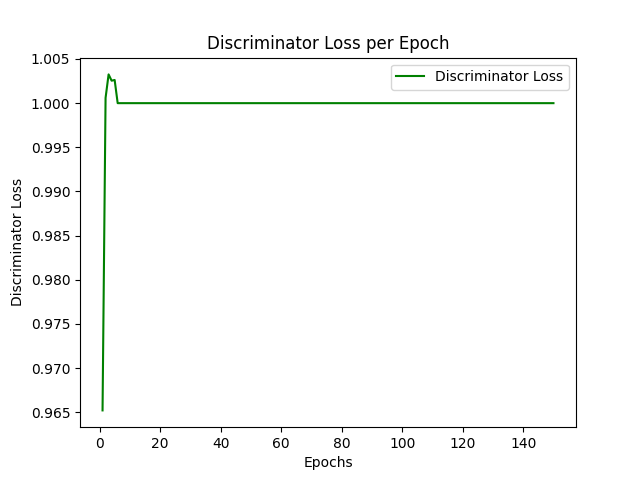 Discriminator Loss per Epoch
Discriminator Loss
1.005
1.000
0.995
0.990
0.985
0.980
0.975
0.970
0.965
Discriminator Loss
0 20 40 60 80 100 120 140
Epochs